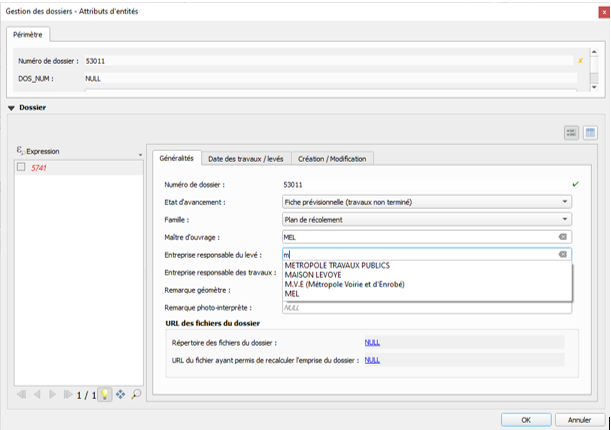 Gestion des dossiers - Attributs d'entités
Périmètre
Numéro de dossier : 53011
DOS_NUM : NULL
Dossier
Expression
5741
Généralités Date des travaux / levés Création / Modification
Numéro de dossier : 53011
Etat d'avancement : Fiche prévisionnelle (travaux non terminé)
Famille : Plan de récolement
Maître d'ouvrage : MEL
Entreprise responsable du levé : m
METROPOLE TRAVAUX PUBLICS
Entreprise responsable des travaux : MAISON LEVOYE
M.V.E (Métropole Voirie et d'Enrobé)
Remarque géomètre : MEL
Remarque photo-interprète : NULL
URL des fichiers du dossier
Répertoire des fichiers du dossier : NULL
URL du fichier ayant permis de recalculer l'emprise du dossier : NULL
1 / 1
OK Annuler